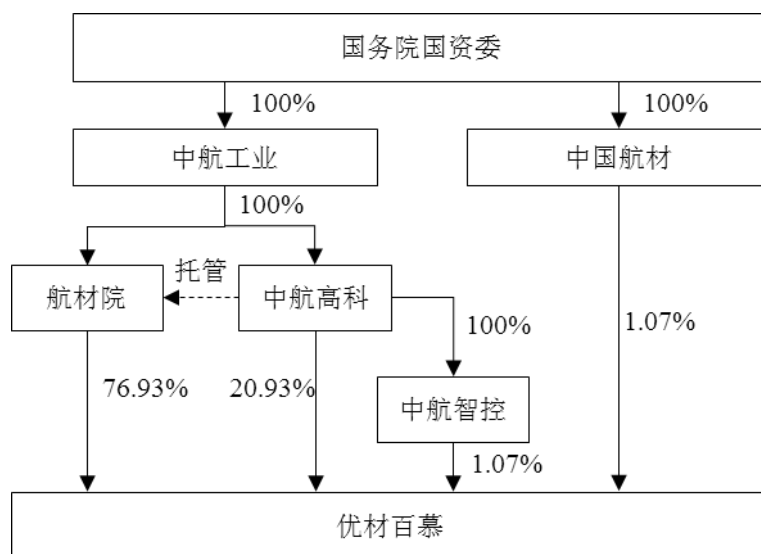 国务院国资委
100%
100%
中航工业
中国航材
100%
航材院
托管
中航高科
100%
1.07%
76.93%
20.93%
中航智控
1.07%
优材百慕